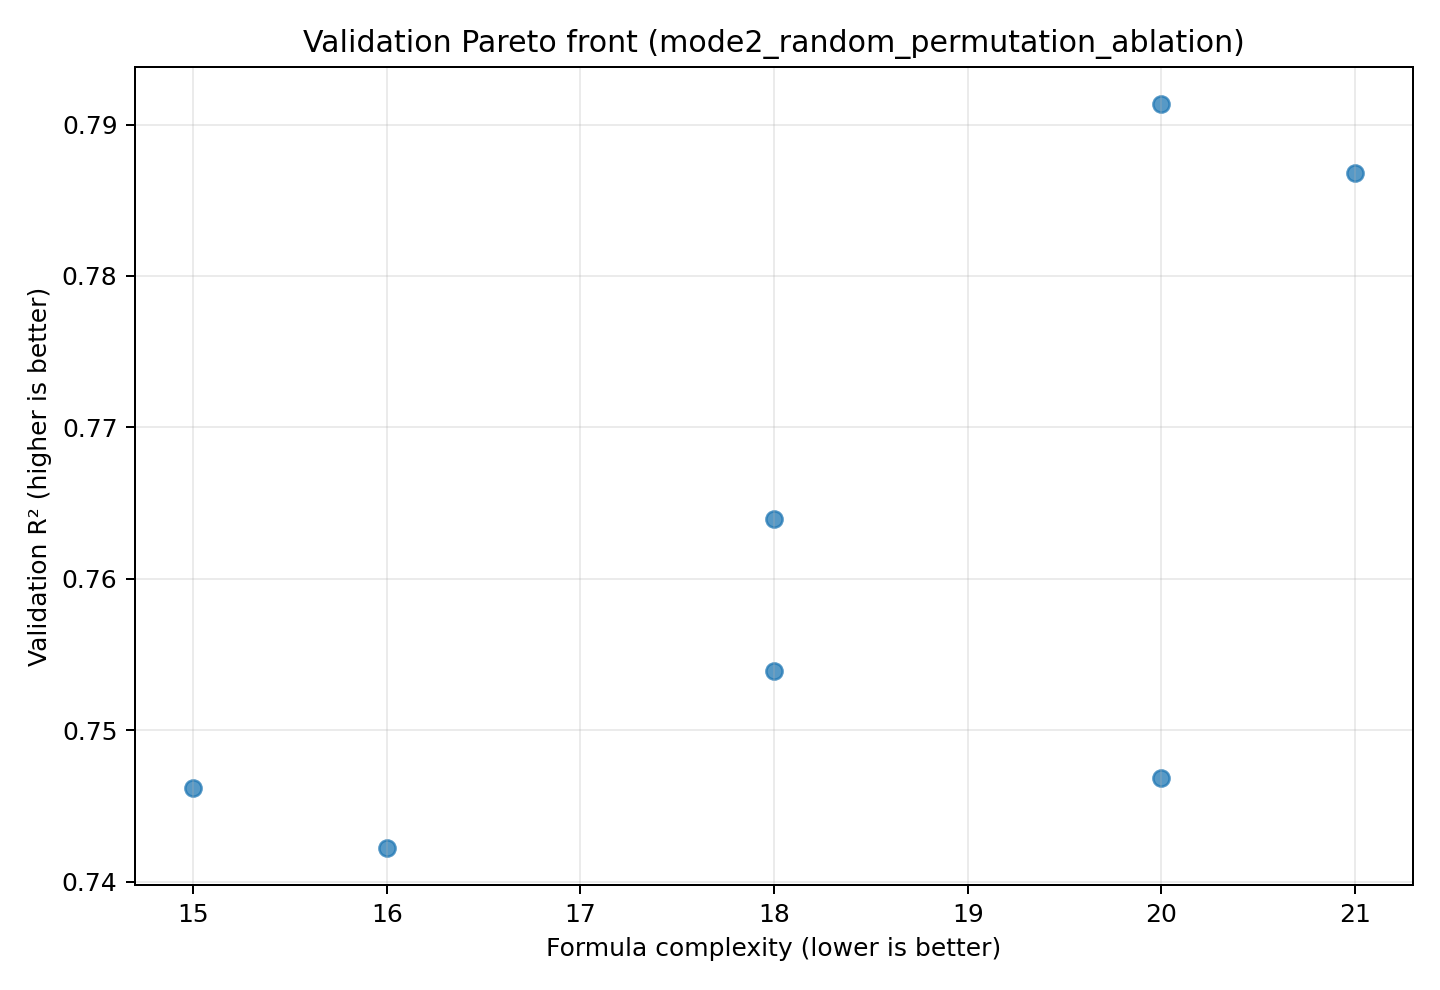 Validation Pareto front (mode2_random_permutation_ablation)
Validation R² (higher is better)
0.79
0.78
0.77
0.76
0.75
0.74
15 16 17 18 19 20 21
Formula complexity (lower is better)